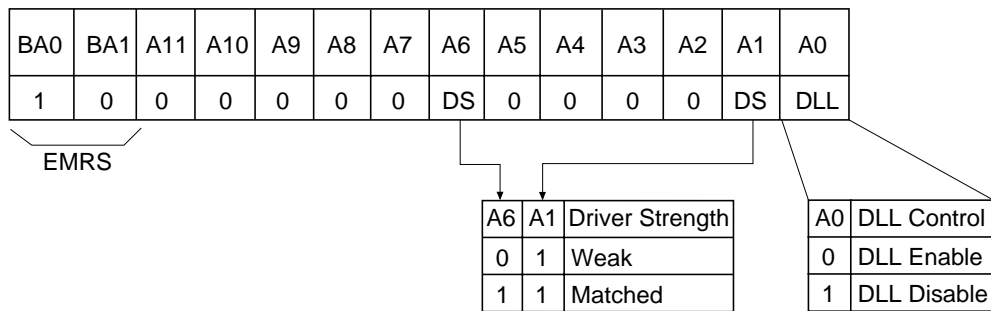 BA0 BA1 A11 A10 A9 A8 A7 A6 A5 A4 A3 A2 A1 A0
1 0 0 0 0 0 0 DS 0 0 0 0 DS DLL
EMRS
A6 A1 Driver Strength
0 1 Weak
1 1 Matched
A0 DLL Control
0 DLL Enable
1 DLL Disable